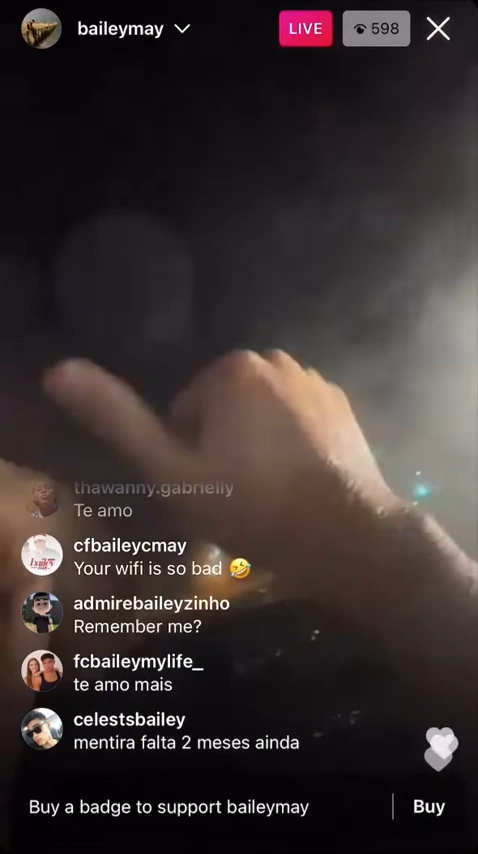 baileymay
LIVE
598
thawanny.gabrielly
Te amo
cfbaileycmay
Your wifi is so bad 🤣
admirebaileyzinho
Remember me?
fcbaileymylife_
te amo mais
celestsbailey
mentira falta 2 meses ainda
Buy a badge to support baileymay
Buy